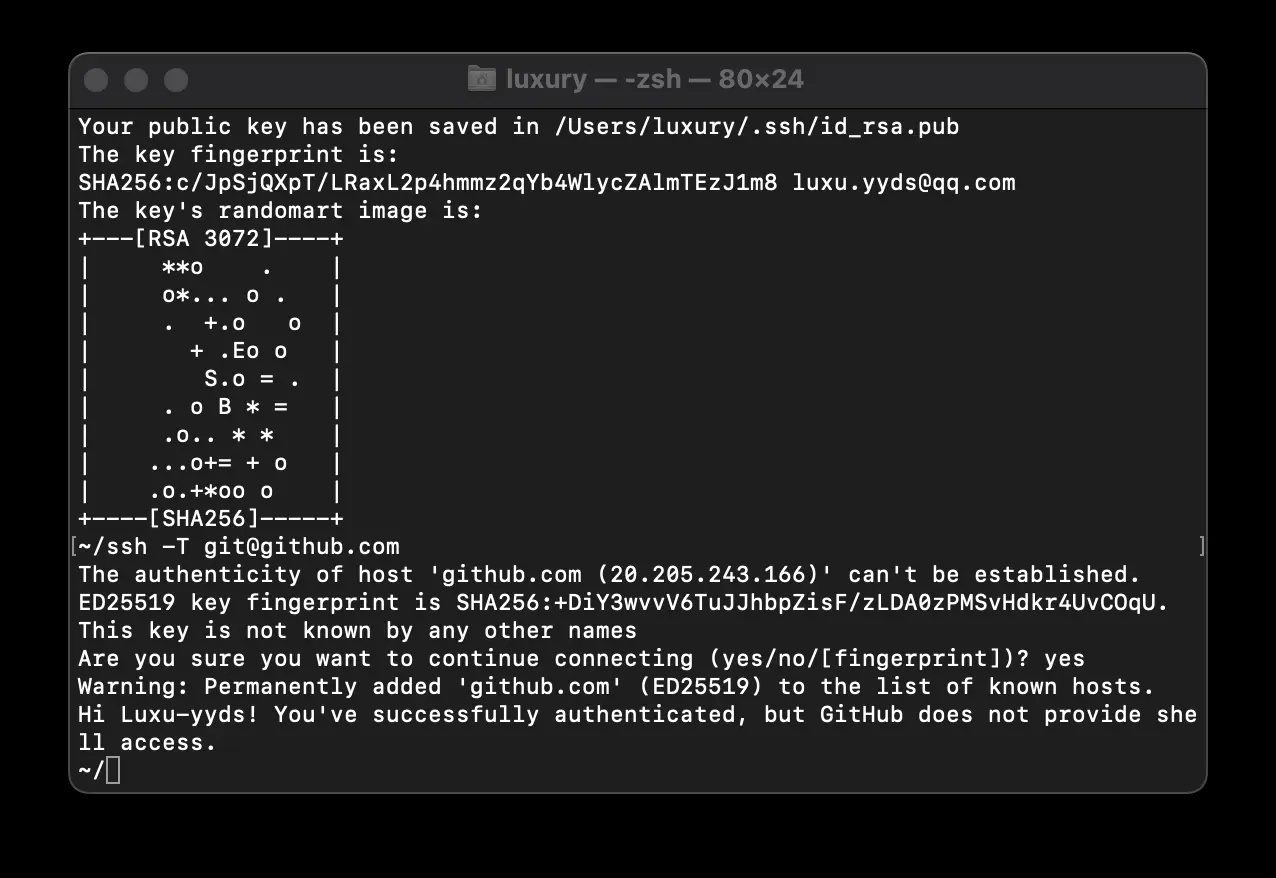 luxury — -zsh — 80×24
Your public key has been saved in /Users/luxury/.ssh/id_rsa.pub
The key fingerprint is:
SHA256:c/JpSjQXpT/LRaxL2p4hmmz2qYb4WlycZAlmTEzJ1m8 luxu.yyds@qq.com
The key's randomart image is:
+---[RSA 3072]----+
|     **o    .    |
|     o*... o .   |
|     .  +.o   o  |
|       + .Eo o   |
|        S.o = .  |
|     . o B * =   |
|     .o.. * *    |
|    ...o+= + o   |
|    .o.+*oo o    |
+----[SHA256]-----+
[~/ssh -T git@github.com ]
The authenticity of host 'github.com (20.205.243.166)' can't be established.
ED25519 key fingerprint is SHA256:+DiY3wvvV6TuJJhbpZisF/zLDA0zPMSvHdkr4UvCOqU.
This key is not known by any other names
Are you sure you want to continue connecting (yes/no/[fingerprint])? yes
Warning: Permanently added 'github.com' (ED25519) to the list of known hosts.
Hi Luxu-yyds! You've successfully authenticated, but GitHub does not provide she
ll access.
~/